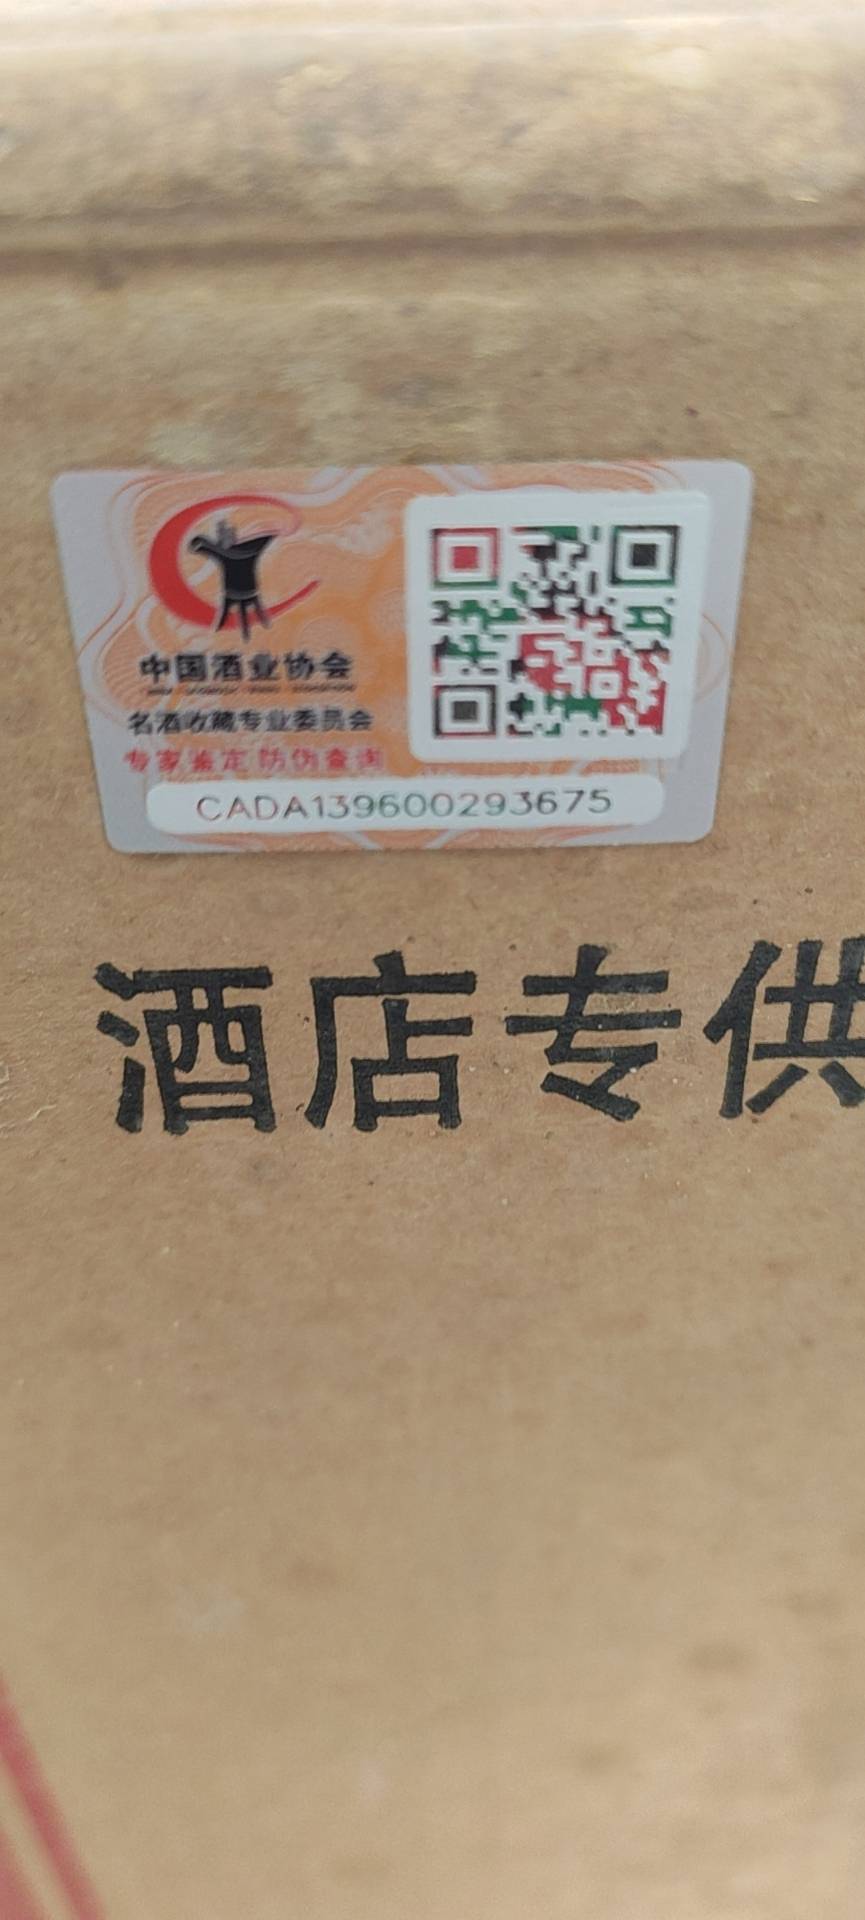 中国酒业协会
名酒收藏专业委员会
专家鉴定 防伪查询
CADA139600293675
酒店专供